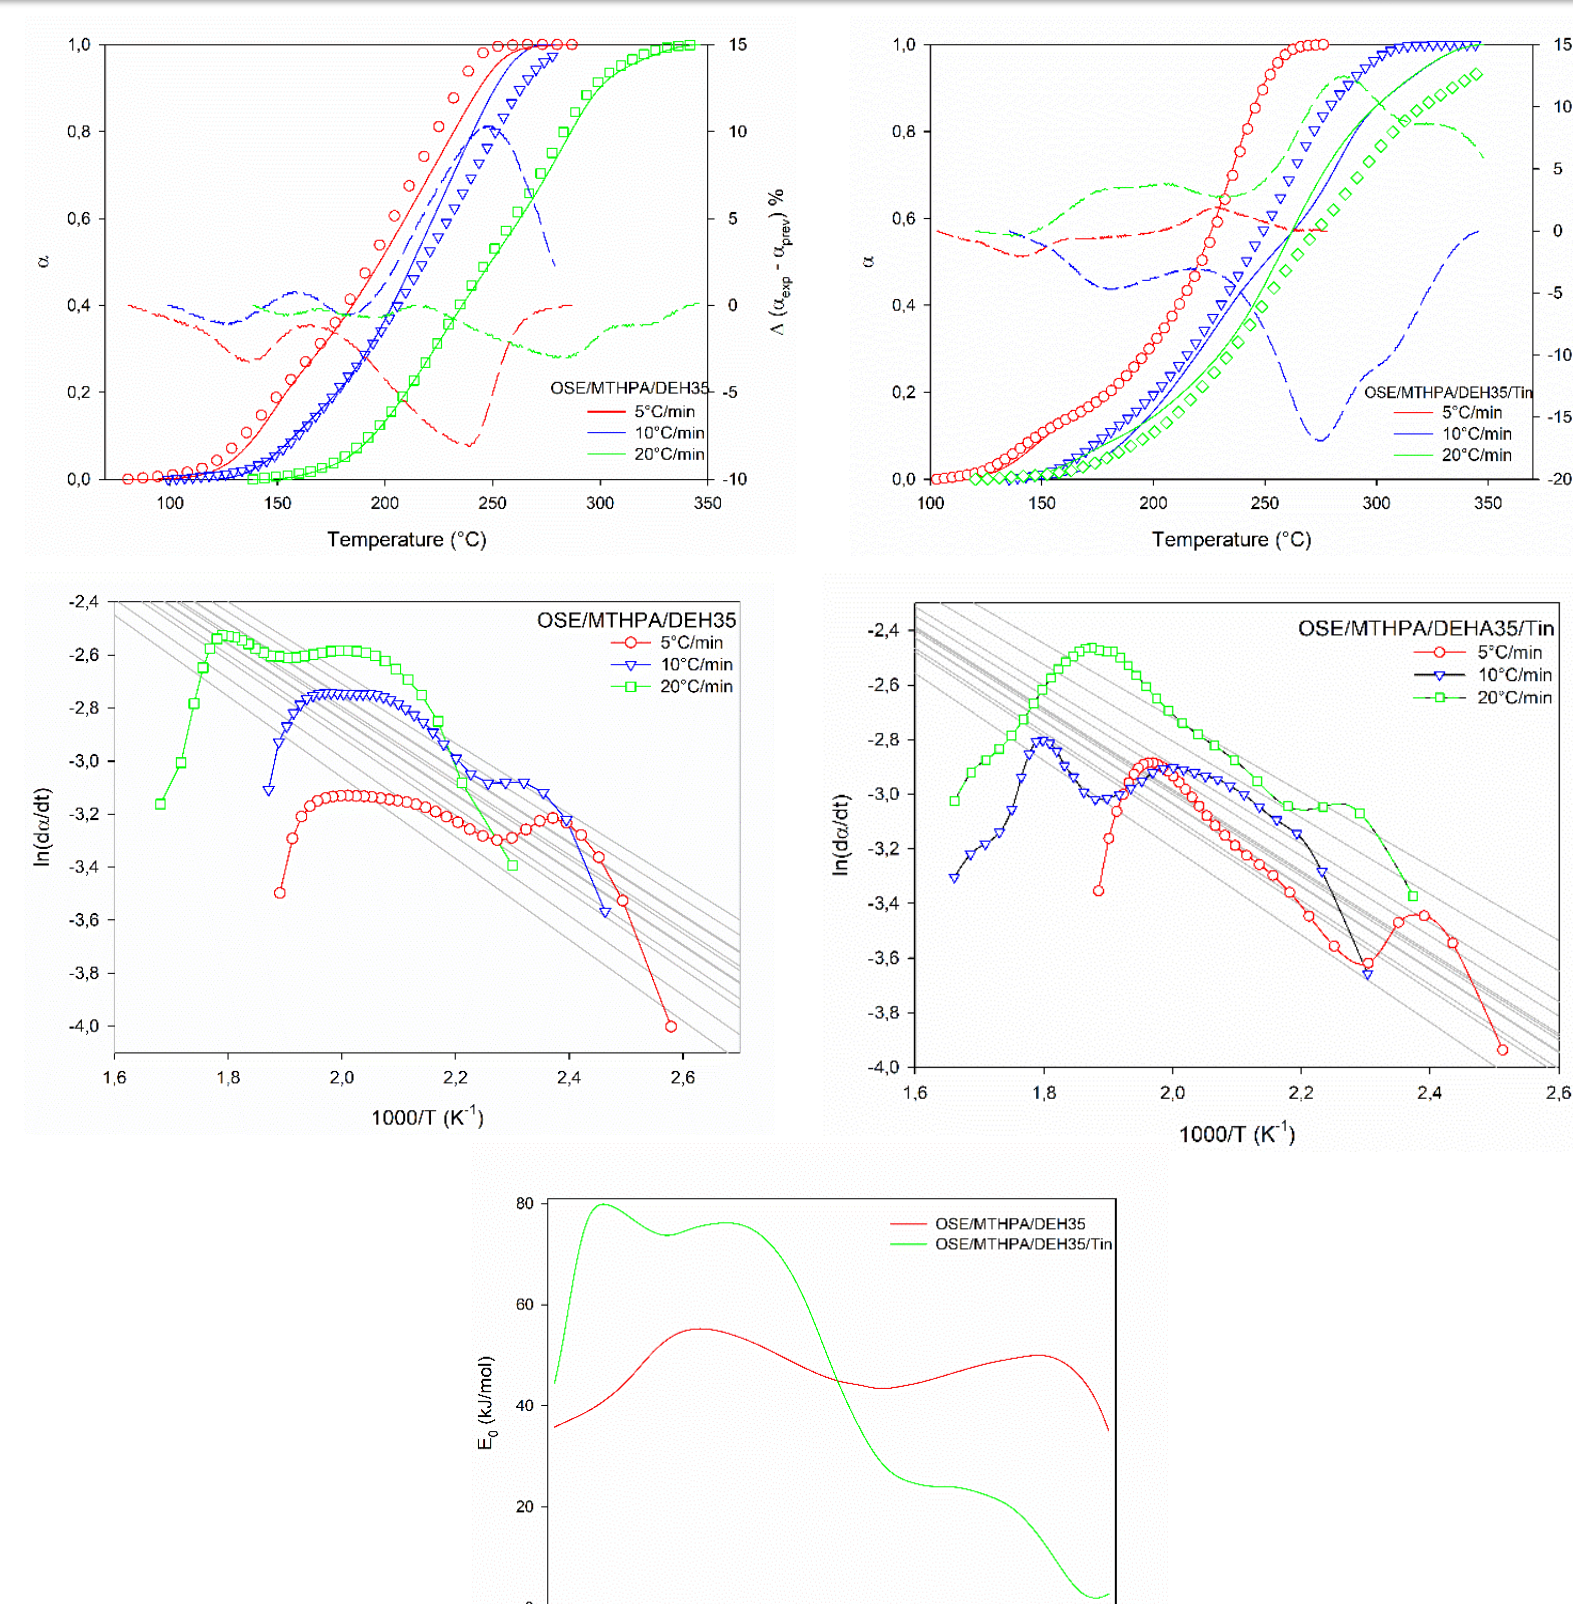 1,0
0,8
0,6
0,4
0,2
0,0
α
15
10
5
0
-5
-10
Λ (αexp - αprev) %
OSE/MTHPA/DEH35
5°C/min
10°C/min
20°C/min
100 150 200 250 300 350
Temperature (°C)
1,0
0,8
0,6
0,4
0,2
0,0
α
15
10
5
0
-5
-10
-15
-20
OSE/MTHPA/DEH35/Tin
5°C/min
10°C/min
20°C/min
100 150 200 250 300 350
Temperature (°C)
-2,4
-2,6
-2,8
-3,0
-3,2
-3,4
-3,6
-3,8
-4,0
ln(dα/dt)
OSE/MTHPA/DEH35
5°C/min
10°C/min
20°C/min
1,6 1,8 2,0 2,2 2,4 2,6
1000/T (K-1)
-2,4
-2,6
-2,8
-3,0
-3,2
-3,4
-3,6
-3,8
-4,0
ln(dα/dt)
OSE/MTHPA/DEHA35/Tin
5°C/min
10°C/min
20°C/min
1,6 1,8 2,0 2,2 2,4 2,6
1000/T (K-1)
80
60
40
20
E0 (kJ/mol)
OSE/MTHPA/DEH35
OSE/MTHPA/DEH35/Tin